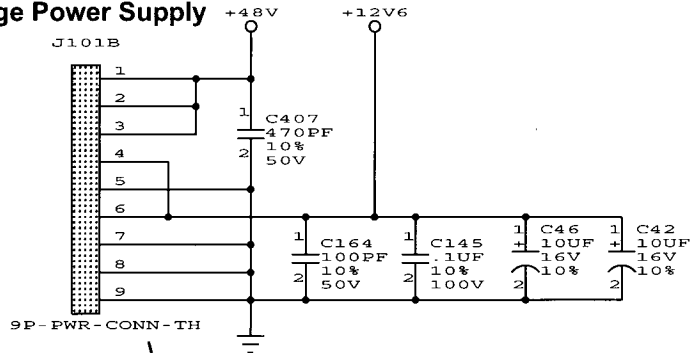 ge Power Supply
+48V
+12V6
J101B
1
2
3
4
5
6
7
8
9
9P-PWR-CONN-TH
1
C407
470PF
10%
2
50V
1
C164
100PF
10%
2
50V
1
C145
.1UF
10%
2
100V
1
C46
+
10UF
16V
10%
2
1
C42
+
10UF
16V
10%
2